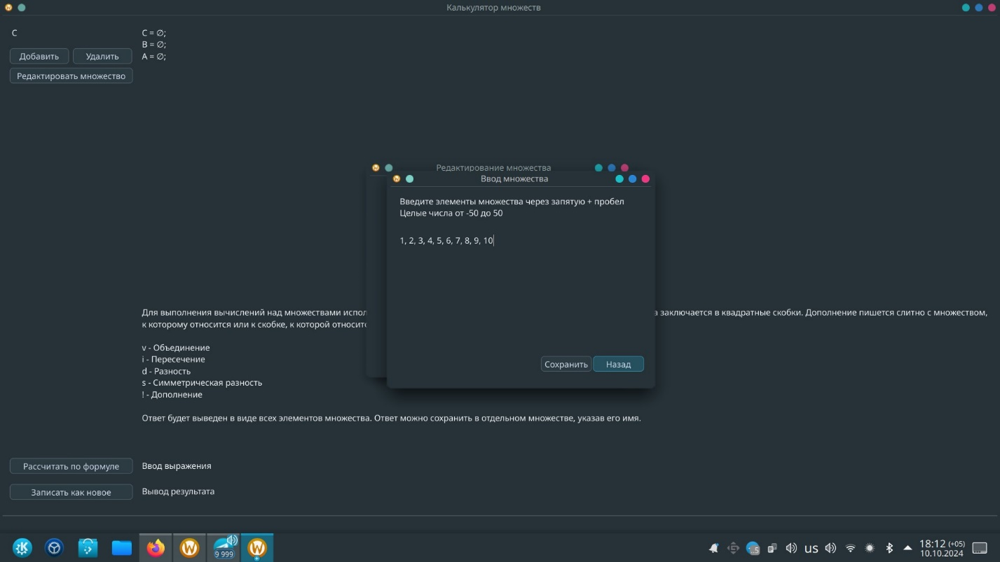 Калькулятор множеств
C
C = ∅;
B = ∅;
A = ∅;
Добавить
Удалить
Редактировать множество
Редактирование множества
Ввод множества
Введите элементы множества через запятую + пробел
Целые числа от -50 до 50
1, 2, 3, 4, 5, 6, 7, 8, 9, 10
Сохранить
Назад
Для выполнения вычислений над множествами заключается в квадратные скобки. Дополнение пишется слитно с множеством,
к которому относится или к скобке, к которой
v - Объединение
i - Пересечение
d - Разность
s - Симметрическая разность
! - Дополнение
Ответ будет выведен в виде всех элементов множества. Ответ можно сохранить в отдельном множестве, указав его имя.
Рассчитать по формуле
Ввод выражения
Записать как новое
Вывод результата
9 999
us
18:12 (+05)
10.10.2024